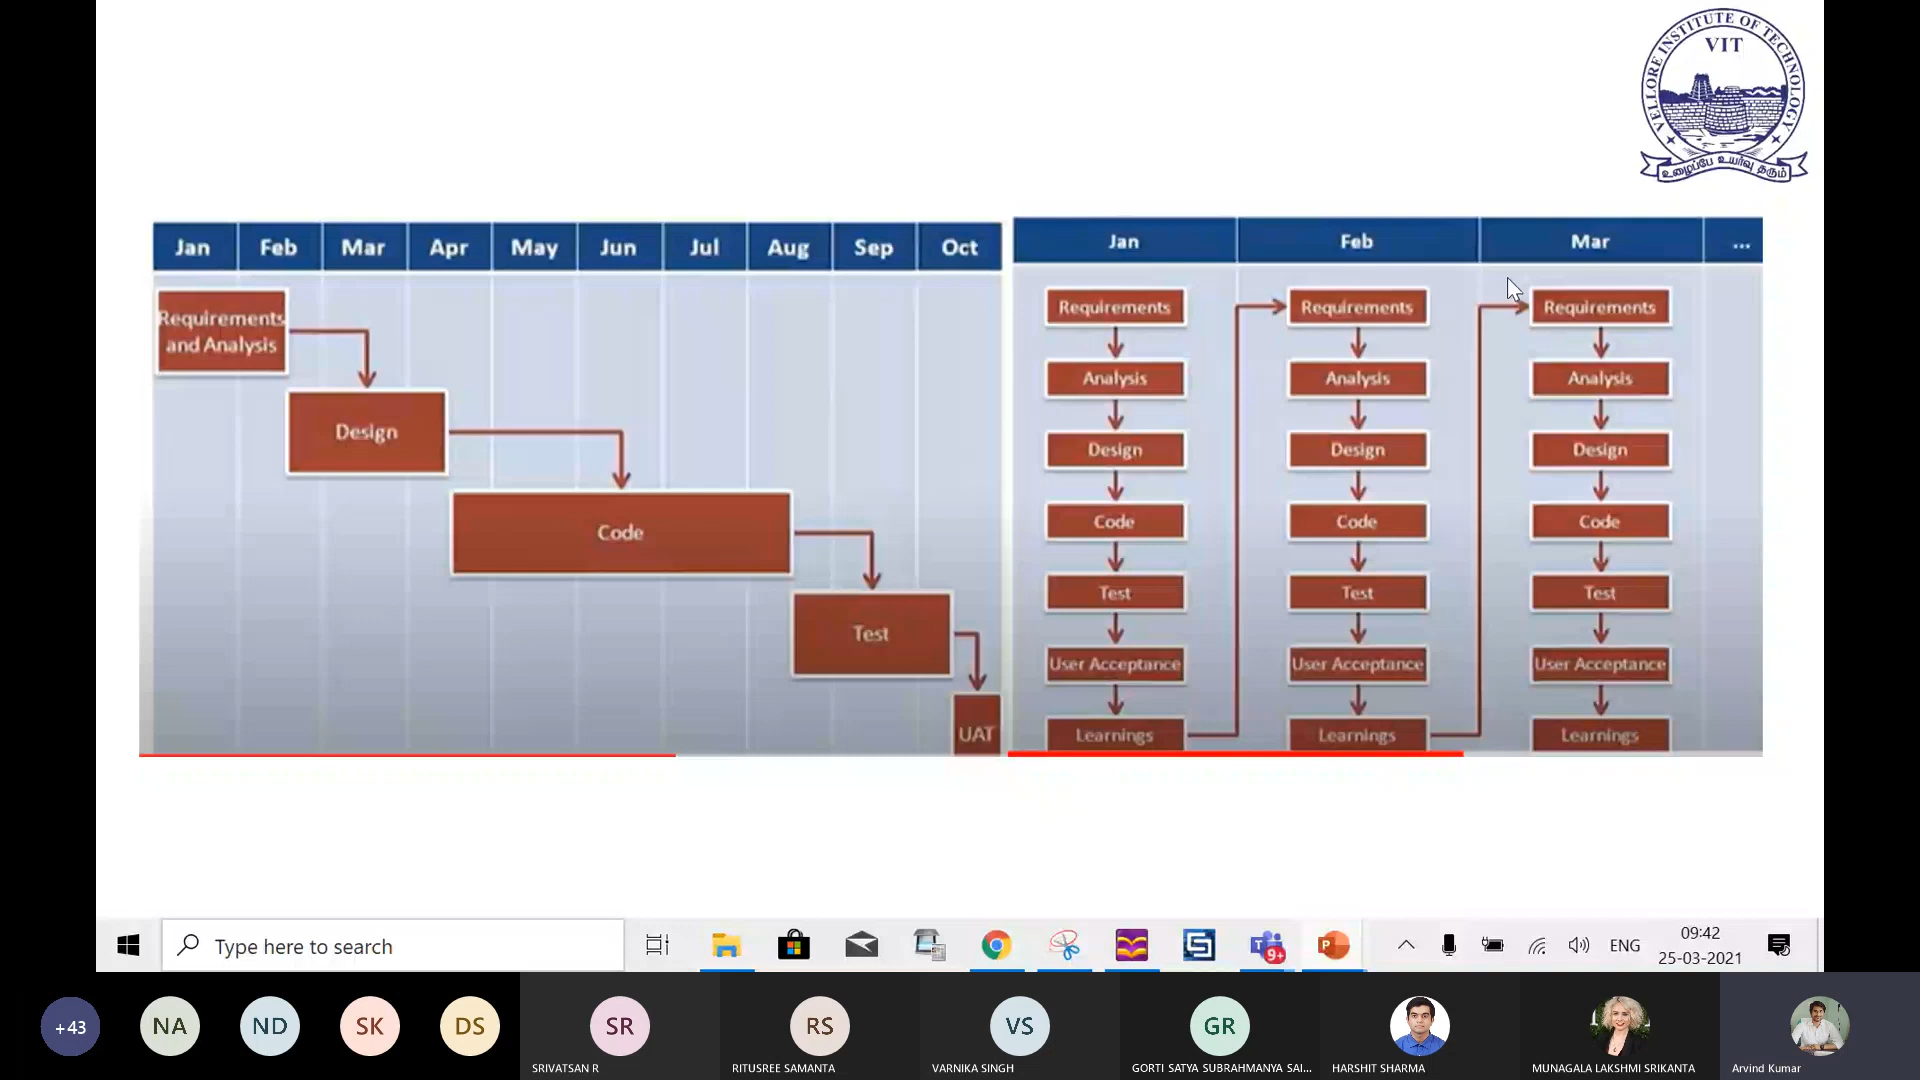 VELLORE INSTITUTE OF TECHNOLOGY
VIT
உழைப்பே உயர்வு தரும்
Jan Feb Mar Apr May Jun Jul Aug Sep Oct
Requirements
and Analysis
Design
Code
Test
UAT
Jan Feb Mar ...
Requirements Requirements Requirements
Analysis Analysis Analysis
Design Design Design
Code Code Code
Test Test Test
User Acceptance User Acceptance User Acceptance
Learnings Learnings Learnings
Type here to search
9+
ENG
09:42
25-03-2021
+43 NA ND SK DS SR RS VS GR
SRIVATSAN R RITUSREE SAMANTA VARNIKA SINGH GORTI SATYA SUBRAHMANYA SAI... HARSHIT SHARMA MUNAGALA LAKSHMI SRIKANTA Arvind Kumar